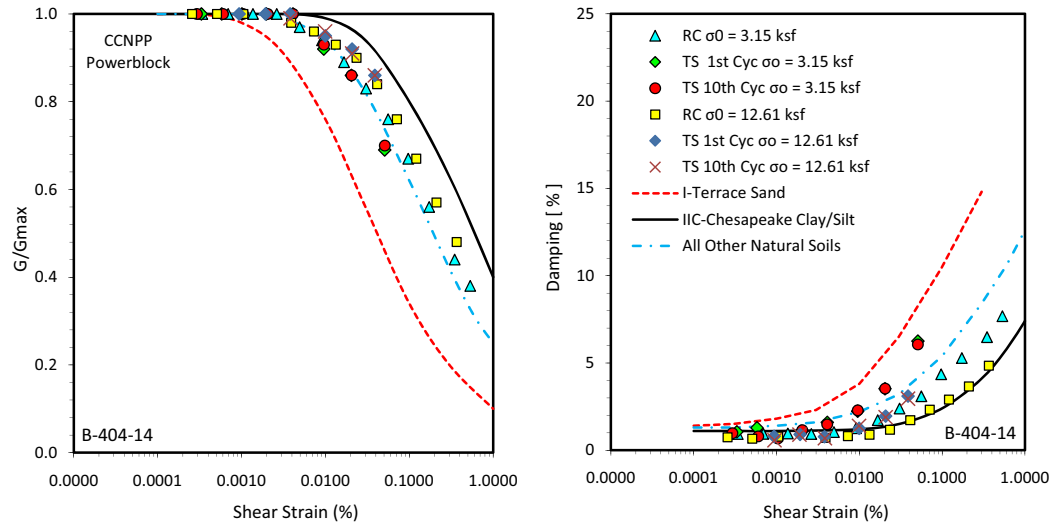 1.0
0.8
0.6
0.4
0.2
0.0
G/Gmax
CCNPP
Powerblock
B-404-14
0.0000 0.0001 0.0010 0.0100 0.1000 1.0000
Shear Strain (%)
25
20
15
10
5
0
Damping [ % ]
RC σ0 = 3.15 ksf
TS 1st Cyc σo = 3.15 ksf
TS 10th Cyc σo = 3.15 ksf
RC σ0 = 12.61 ksf
TS 1st Cyc σo = 12.61 ksf
TS 10th Cyc σo = 12.61 ksf
I-Terrace Sand
IIC-Chesapeake Clay/Silt
All Other Natural Soils
B-404-14
0.0000 0.0001 0.0010 0.0100 0.1000 1.0000
Shear Strain (%)